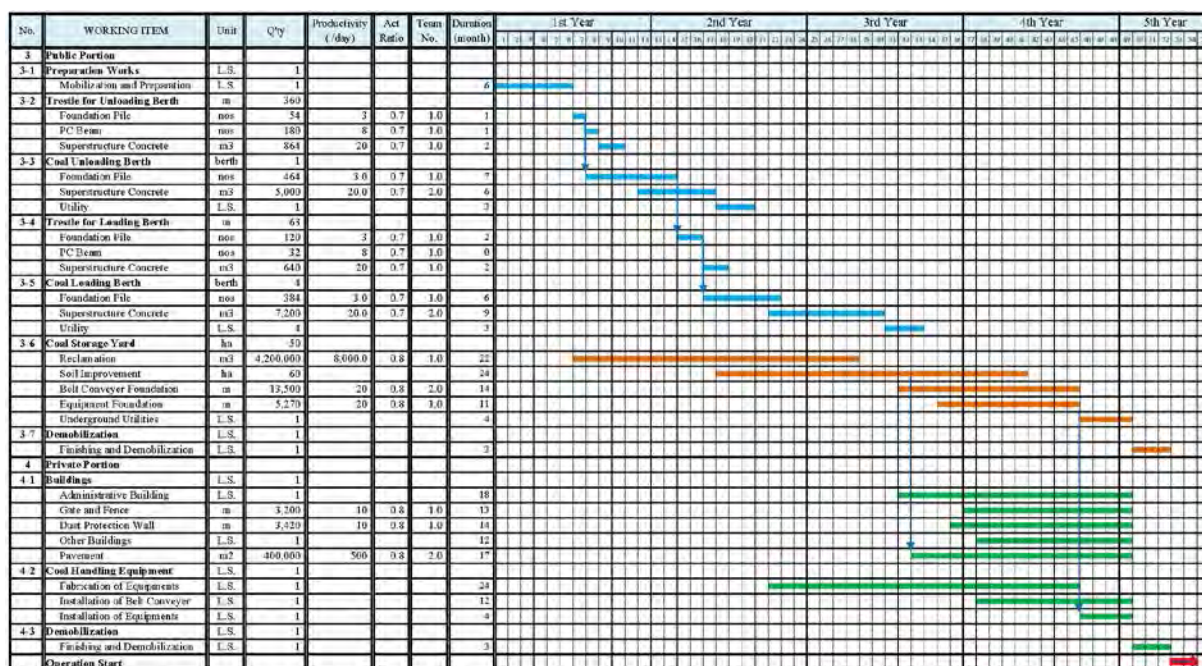 No. WORKING ITEM Unit Q'ty Productivity (/day) Act Ratio Team No. Duration (month) 1st Year 2nd Year 3rd Year 4th Year 5th Year
3 Public Portion
3-1 Preparation Works L.S. 1
Mobilization and Preparation L.S. 1 6
3-2 Trestle for Unloading Berth m 360
Foundation Pile nos 54 3 0.7 1.0 1
PC Beam nos 180 8 0.7 1.0 1
Superstructure Concrete m3 864 20 0.7 1.0 2
3-3 Coal Unloading Berth berth 1
Foundation Pile nos 464 3.0 0.7 1.0 7
Superstructure Concrete m3 5,000 20.0 0.7 2.0 6
Utility L.S. 1 3
3-4 Trestle for Loading Berth m 63
Foundation Pile nos 120 3 0.7 1.0 2
PC Beam nos 32 8 0.7 1.0 0
Superstructure Concrete m3 640 20 0.7 1.0 2
3-5 Coal Loading Berth berth 4
Foundation Pile nos 384 3.0 0.7 1.0 6
Superstructure Concrete m3 7,200 20.0 0.7 2.0 9
Utility L.S. 4 3
3-6 Coal Storage Yard ha 50
Reclamation m3 4,200,000 8,000.0 0.8 1.0 22
Soil Improvement ha 60 24
Belt Conveyer Foundation m 13,500 20 0.8 2.0 14
Equipment Foundation m 5,270 20 0.8 1.0 11
Underground Utilities L.S. 1 4
3-7 Demobilization L.S. 1
Finishing and Demobilization L.S. 1 3
4 Private Portion
4-1 Buildings L.S. 1
Administrative Building L.S. 1 18
Gate and Fence m 3,200 10 0.8 1.0 13
Dust Protection Wall m 3,420 10 0.8 1.0 14
Other Buildings L.S. 1 12
Pavement m2 400,000 500 0.8 2.0 17
4-2 Coal Handling Equipment L.S. 1
Fabrication of Equipments L.S. 1 24
Installation of Belt Conveyer L.S. 1 12
Installation of Equipments L.S. 1 4
4-3 Demobilization L.S. 1
Finishing and Demobilization L.S. 1 3
Operation Start